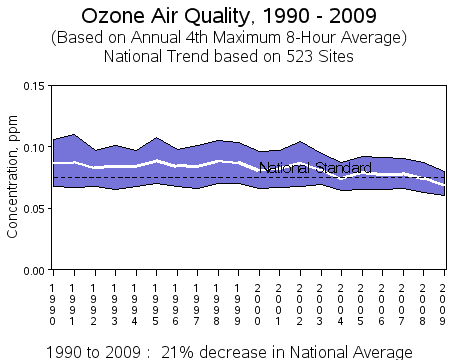 Ozone Air Quality, 1990 - 2009
(Based on Annual 4th Maximum 8-Hour Average)
National Trend based on 523 Sites
Concentration, ppm
0.15
0.10
0.05
0.00
National Standard
1990 1991 1992 1993 1994 1995 1996 1997 1998 1999 2000 2001 2002 2003 2004 2005 2006 2007 2008 2009
1990 to 2009 : 21% decrease in National Average